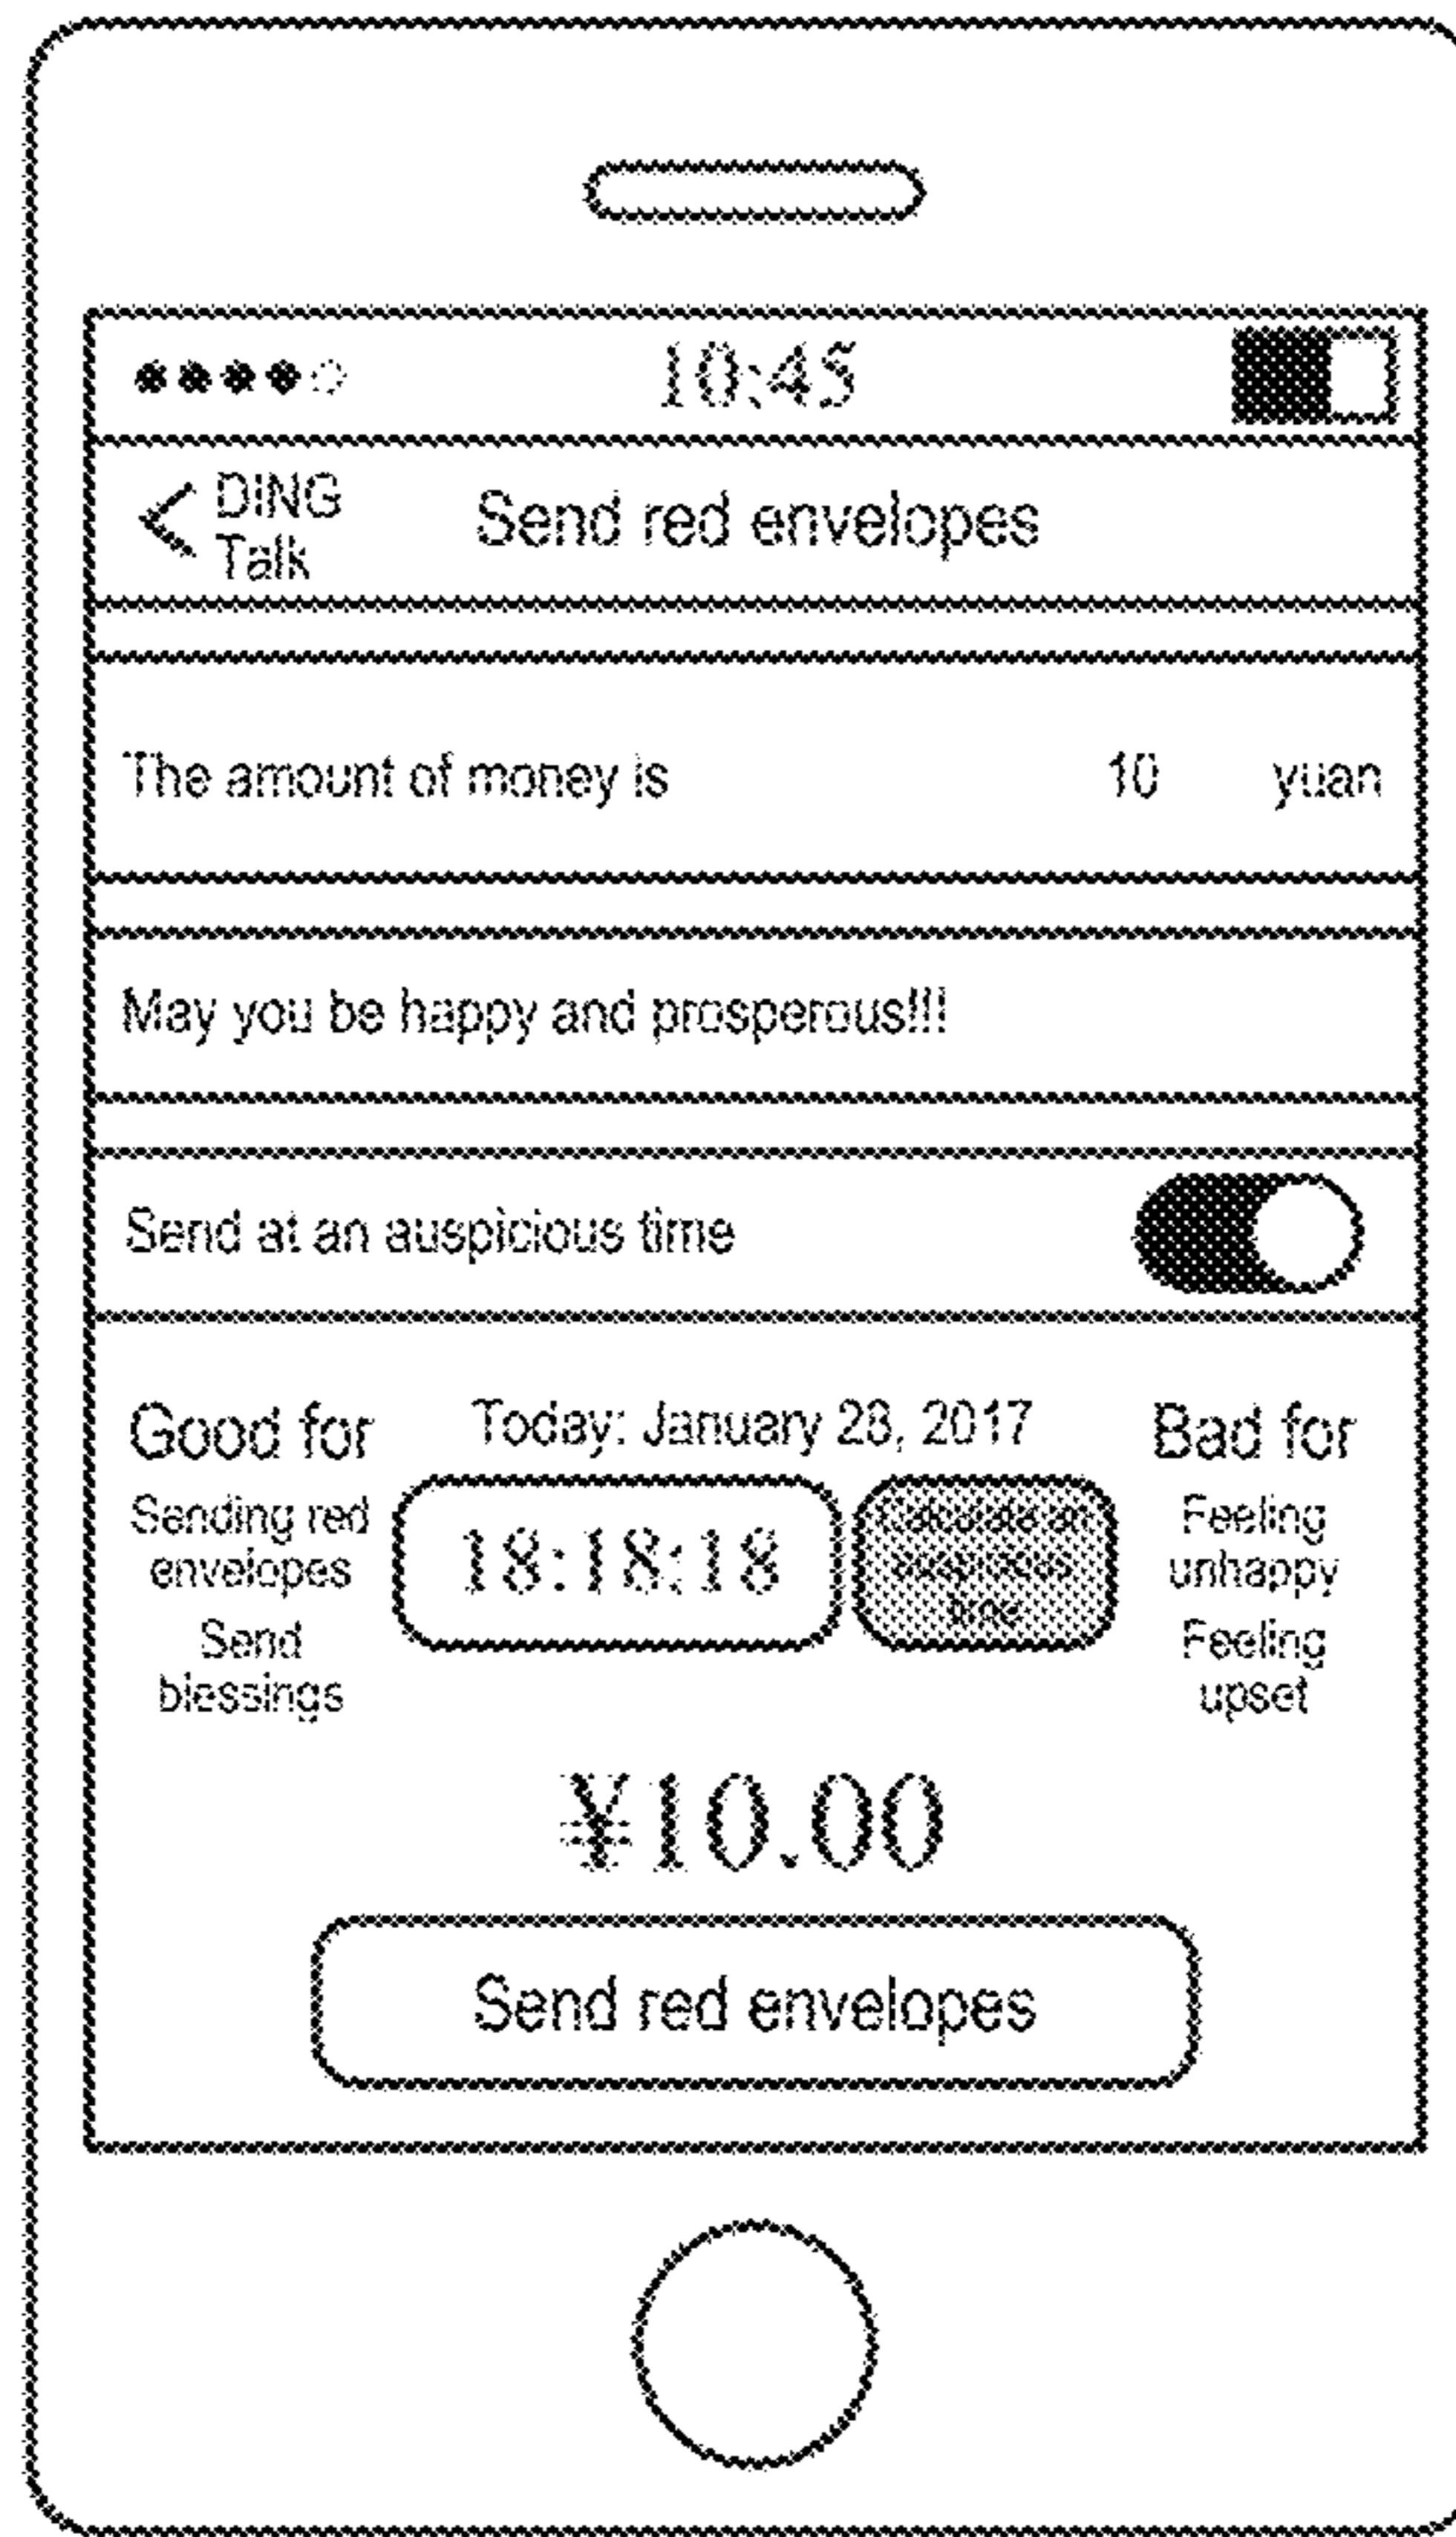 10:45
DING
Talk
Send red envelopes
The amount of money is 10 yuan
May you be happy and prosperous!!!
Send at an auspicious time
Good for
Today: January 28, 2017
Bad for
Sending red
envelopes
Send
blessings
18:18:18
auspicious
time
Feeling
unhappy
Feeling
upset
¥10.00
Send red envelopes